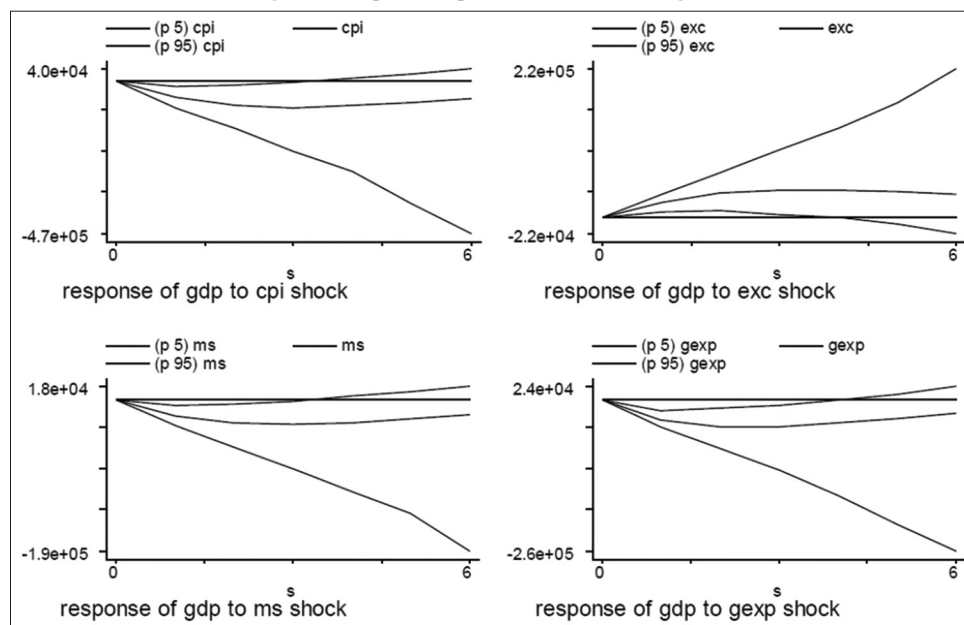 (p 5) cpi cpi
(p 95) cpi
4.0e+04
-4.7e+05
0 6
s
response of gdp to cpi shock
(p 5) exc exc
(p 95) exc
2.2e+05
-2.2e+04
0 6
s
response of gdp to exc shock
(p 5) ms ms
(p 95) ms
1.8e+04
-1.9e+05
0 6
s
response of gdp to ms shock
(p 5) gexp gexp
(p 95) gexp
2.4e+04
-2.6e+05
0 6
s
response of gdp to gexp shock